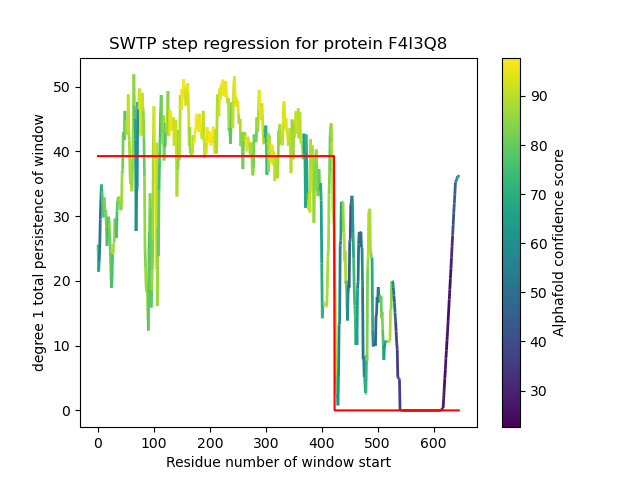 SWTP step regression for protein F4I3Q8
degree 1 total persistence of window
50
40
30
20
10
0
0 100 200 300 400 500 600
Residue number of window start
90
80
70
60
50
40
30
Alphafold confidence score